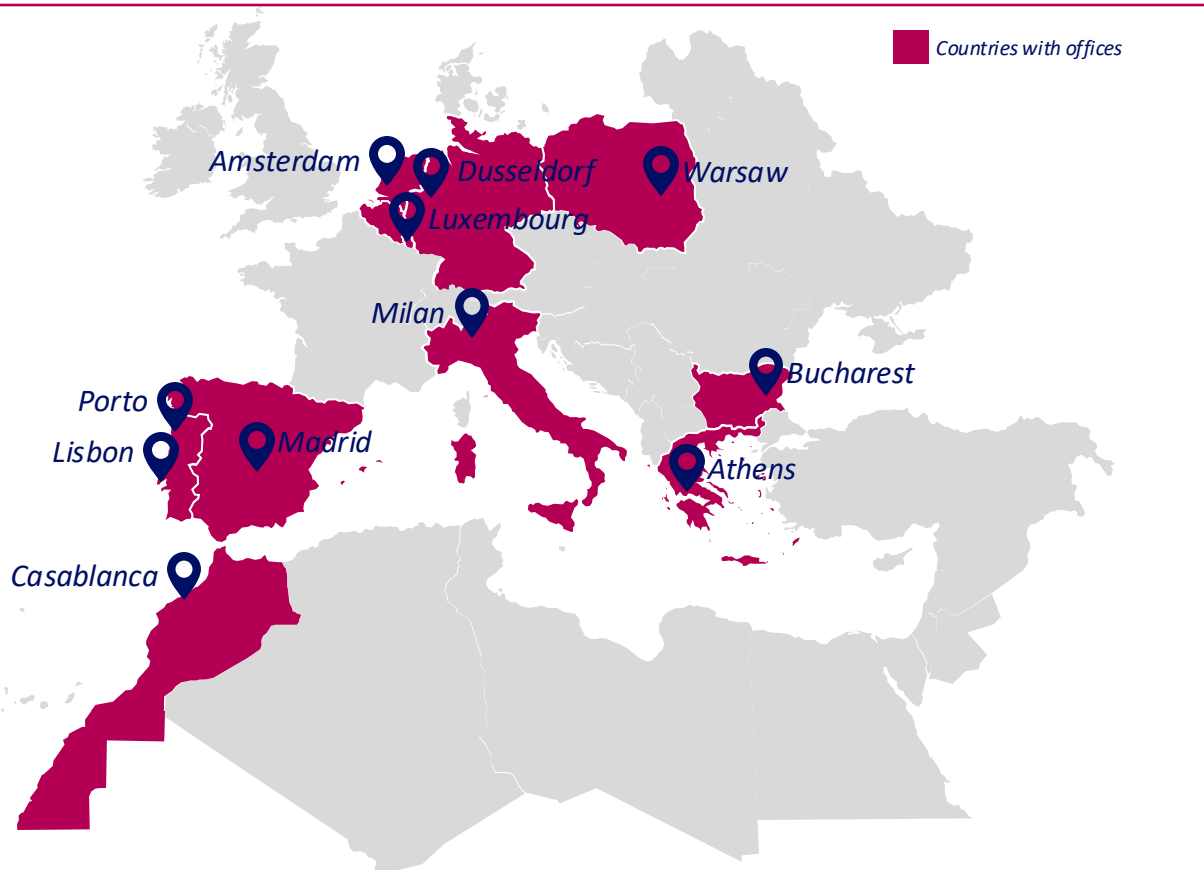 Countries with offices
Amsterdam
Dusseldorf
Warsaw
Luxembourg
Milan
Bucharest
Porto
Madrid
Lisbon
Athens
Casablanca